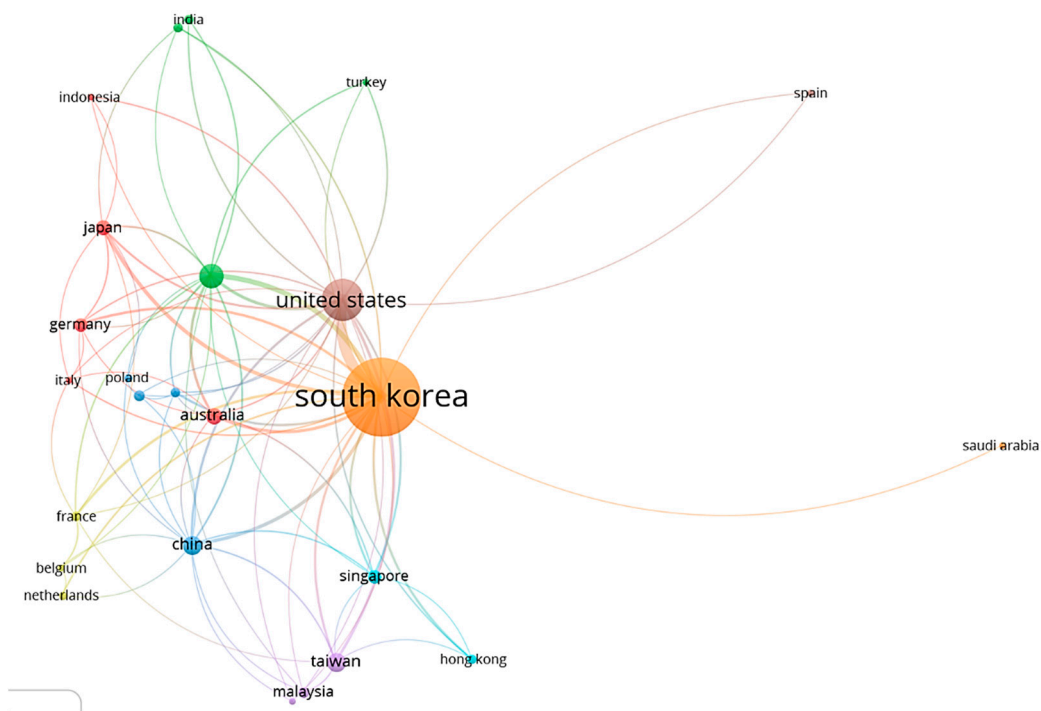 india
turkey
spain
indonesia
japan
united states
germany
italy
poland
south korea
australia
saudi arabia
france
china
belgium
singapore
netherlands
taiwan
hong kong
malaysia